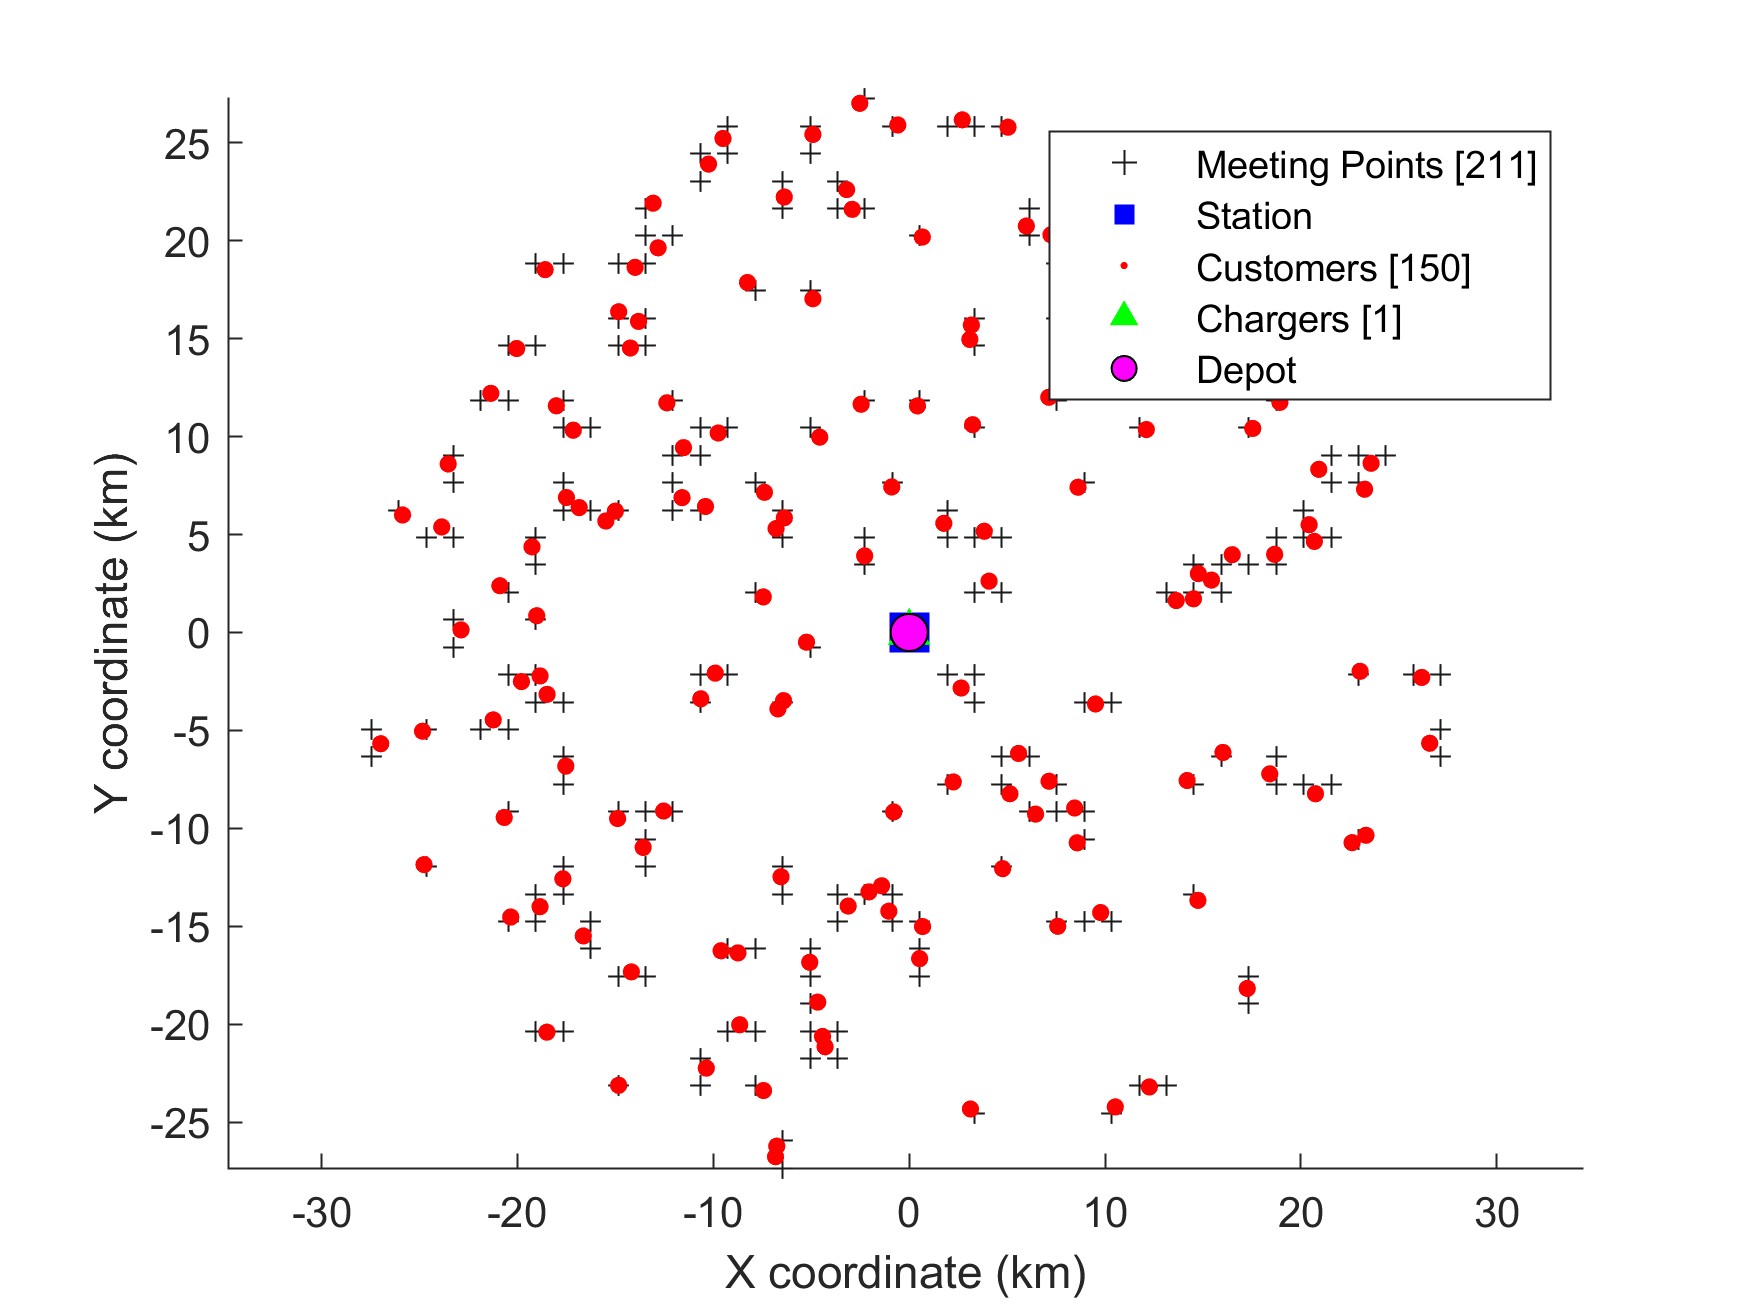 25
20
15
10
5
0
-5
-10
-15
-20
-25
Y coordinate (km)
Meeting Points [211]
Station
Customers [150]
Chargers [1]
Depot
-30
-20
-10
0
10
20
30
X coordinate (km)